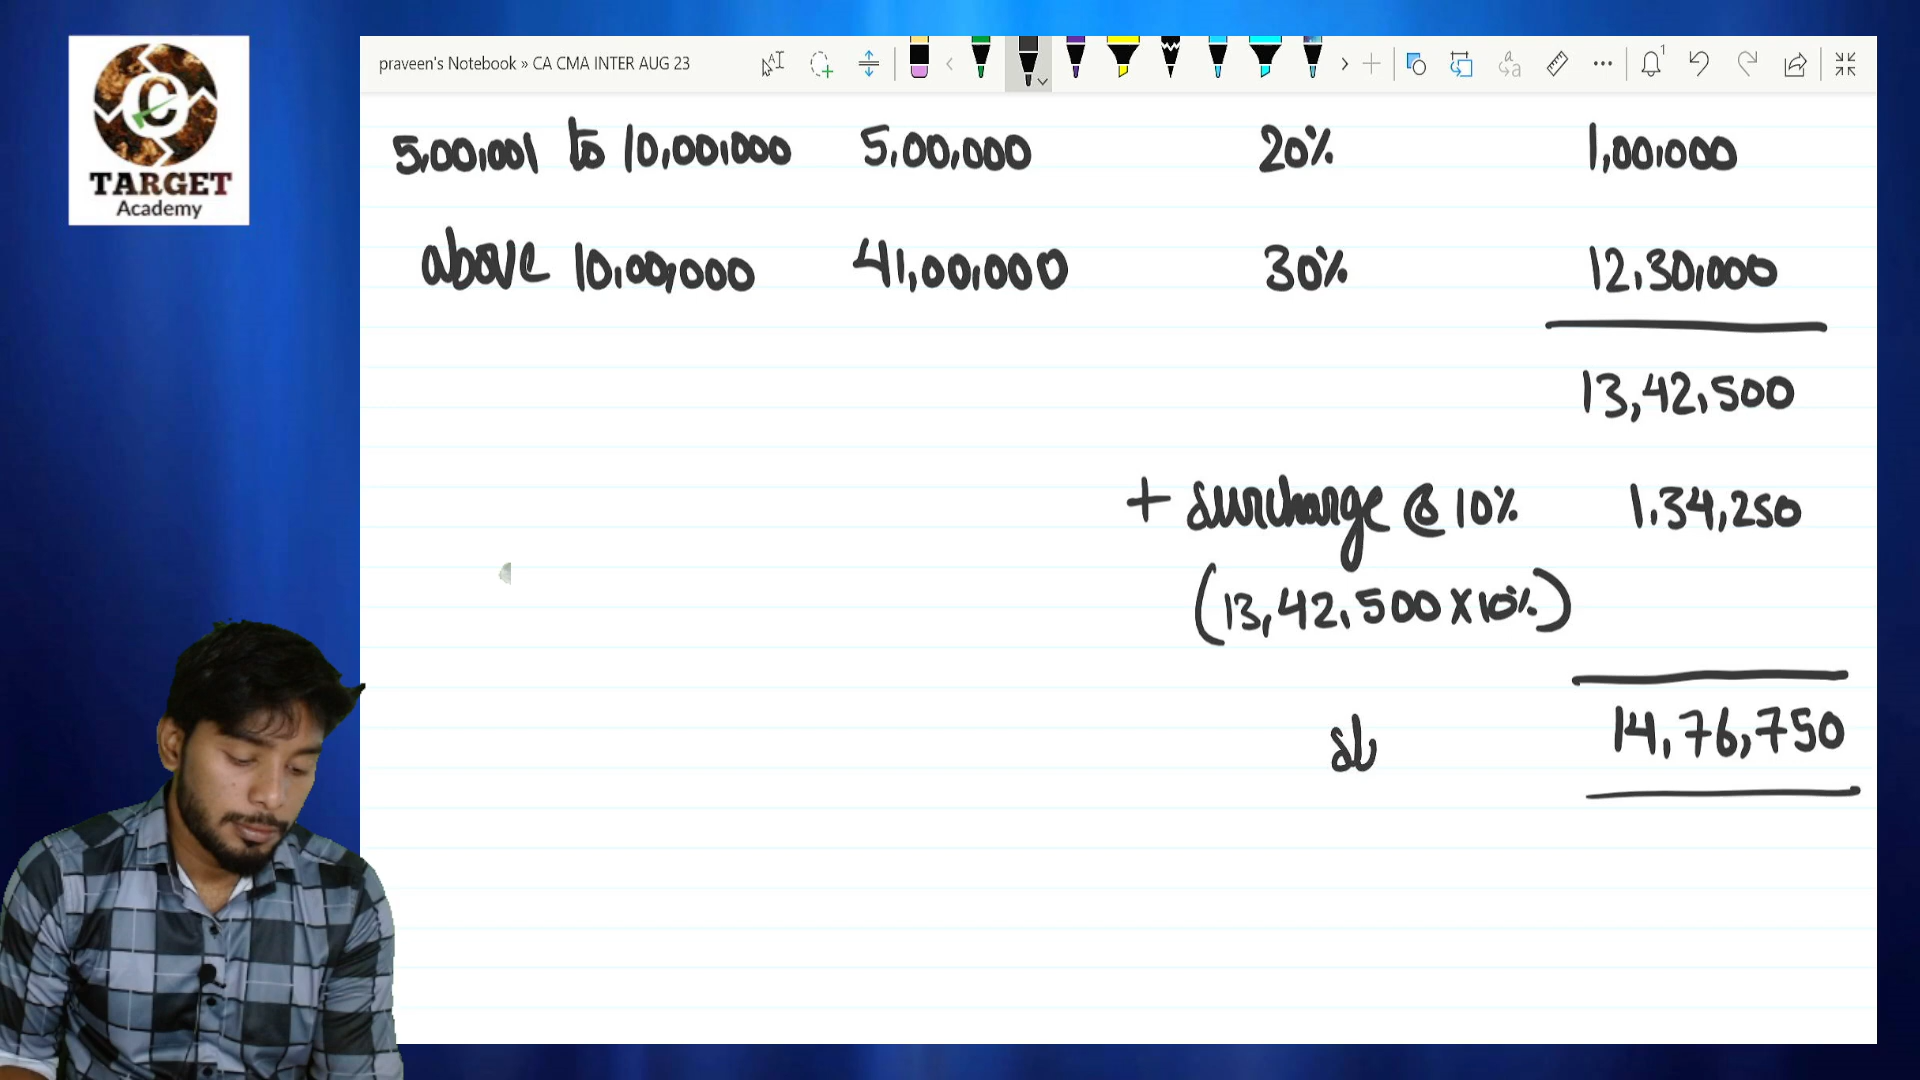 TARGET
Academy
praveen's Notebook » CA CMA INTER AUG 23
5,00,001 to 10,00,000 5,00,000 20% 1,00,000
above 10,00,000 41,00,000 30% 12,30,000
13,42,500
+ surcharge @ 10% 1,34,250
(13,42,500 X 10%)
14,76,750